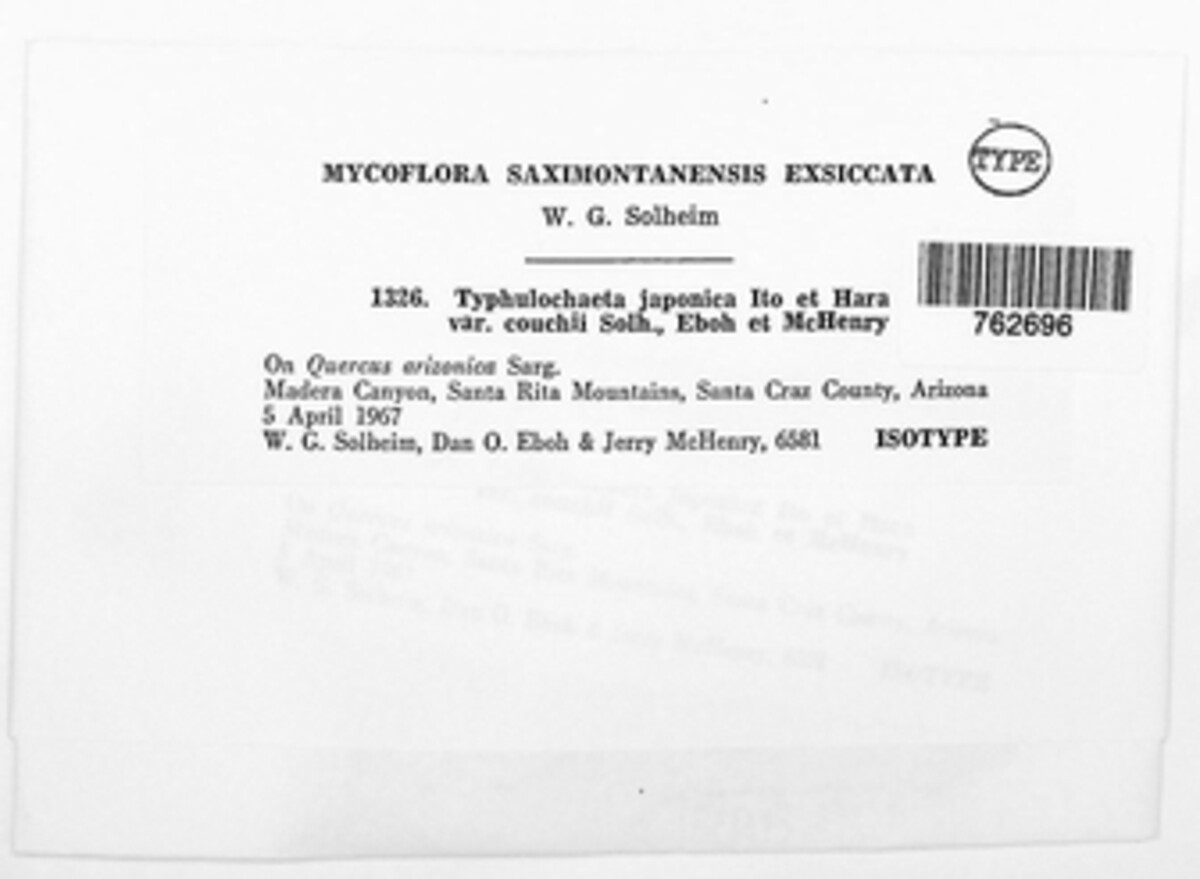 MYCOFLORA SAXIMONTANENSIS EXSICCATA
TYPE
W. G. Solheim
1326. Typhulochaeta japonica Ito et Hara
var. couchii Solh., Eboh et McHenry
762696
On Quercus arizonica Sarg.
Madera Canyon, Santa Rita Mountains, Santa Cruz County, Arizona
5 April 1967
W. G. Solheim, Dan O. Eboh & Jerry McHenry, 6581 ISOTYPE